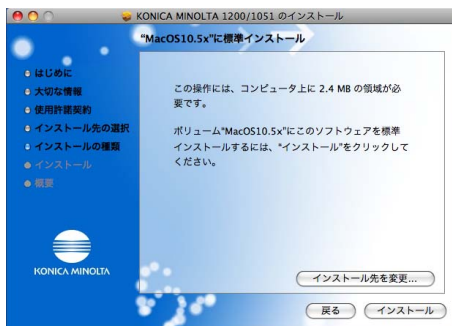 KONICA MINOLTA 1200/1051 のインストール
"MacOS10.5x"に標準インストール
はじめに
大切な情報
使用許諾契約
インストール先の選択
インストールの種類
インストール
概要
この操作には、コンピュータ上に 2.4 MB の領域が必
要です。
ボリューム"MacOS10.5x"にこのソフトウェアを標準
インストールするには、"インストール"をクリックして
ください。
KONICA MINOLTA
インストール先を変更...
戻る
インストール